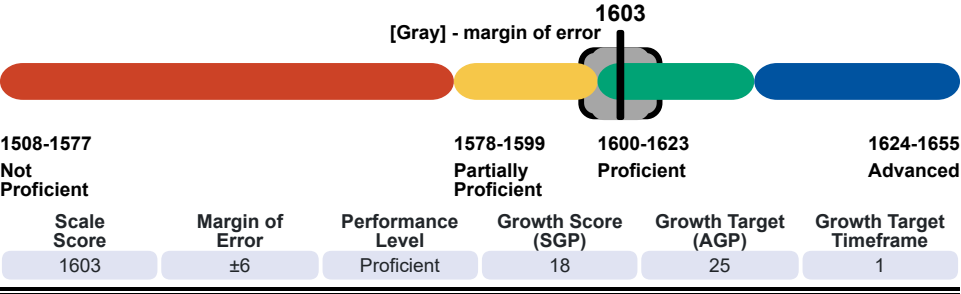 1603
[Gray] - margin of error
1508-1577 1578-1599 1600-1623 1624-1655
Not Proficient Partially Proficient Proficient Advanced
Scale Score Margin of Error Performance Level Growth Score (SGP) Growth Target (AGP) Growth Target Timeframe
1603 ±6 Proficient 18 25 1